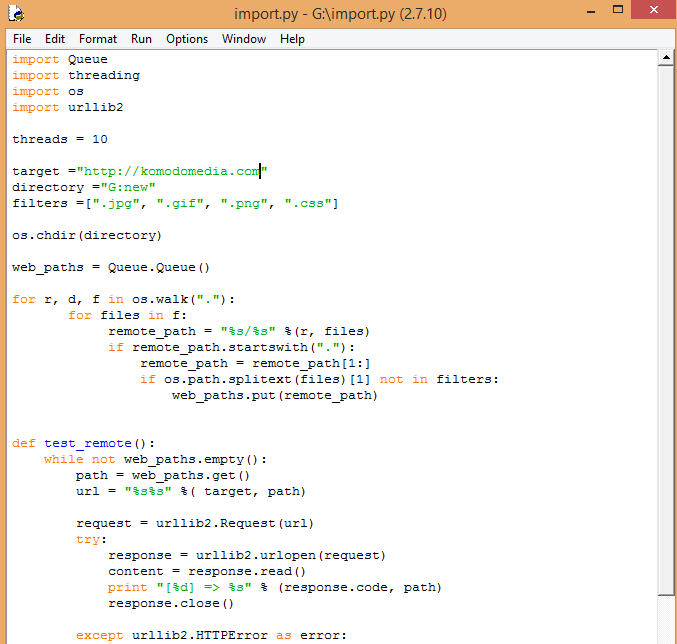 import.py - G:\import.py (2.7.10)
File Edit Format Run Options Window Help
import Queue
import threading
import os
import urllib2

threads = 10

target ="http://komodomedia.com"
directory ="G:new"
filters =[".jpg", ".gif", ".png", ".css"]

os.chdir(directory)

web_paths = Queue.Queue()

for r, d, f in os.walk("."):
       for files in f:
            remote_path = "%s/%s" %(r, files)
            if remote_path.startswith("."):
                remote_path = remote_path[1:]
                if os.path.splitext(files)[1] not in filters:
                    web_paths.put(remote_path)


def test_remote():
    while not web_paths.empty():
        path = web_paths.get()
        url = "%s%s" %( target, path)

        request = urllib2.Request(url)
        try:
            response = urllib2.urlopen(request)
            content = response.read()
            print "[%d] => %s" % (response.code, path)
            response.close()

        except urllib2.HTTPError as error: